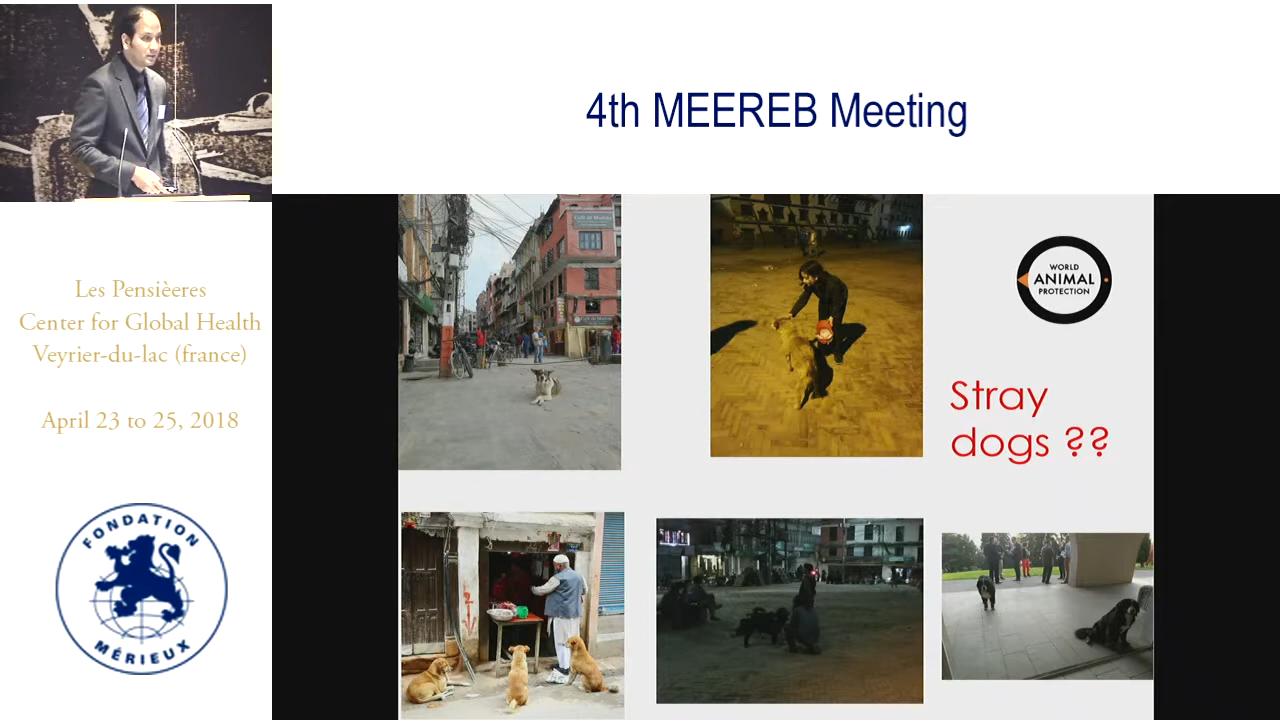 4th MEEREB Meeting
Les Pensièeres
Center for Global Health
Veyrier-du-lac (france)
April 23 to 25, 2018
FONDATION
MÉRIEUX
WORLD
ANIMAL
PROTECTION
Stray
dogs ??